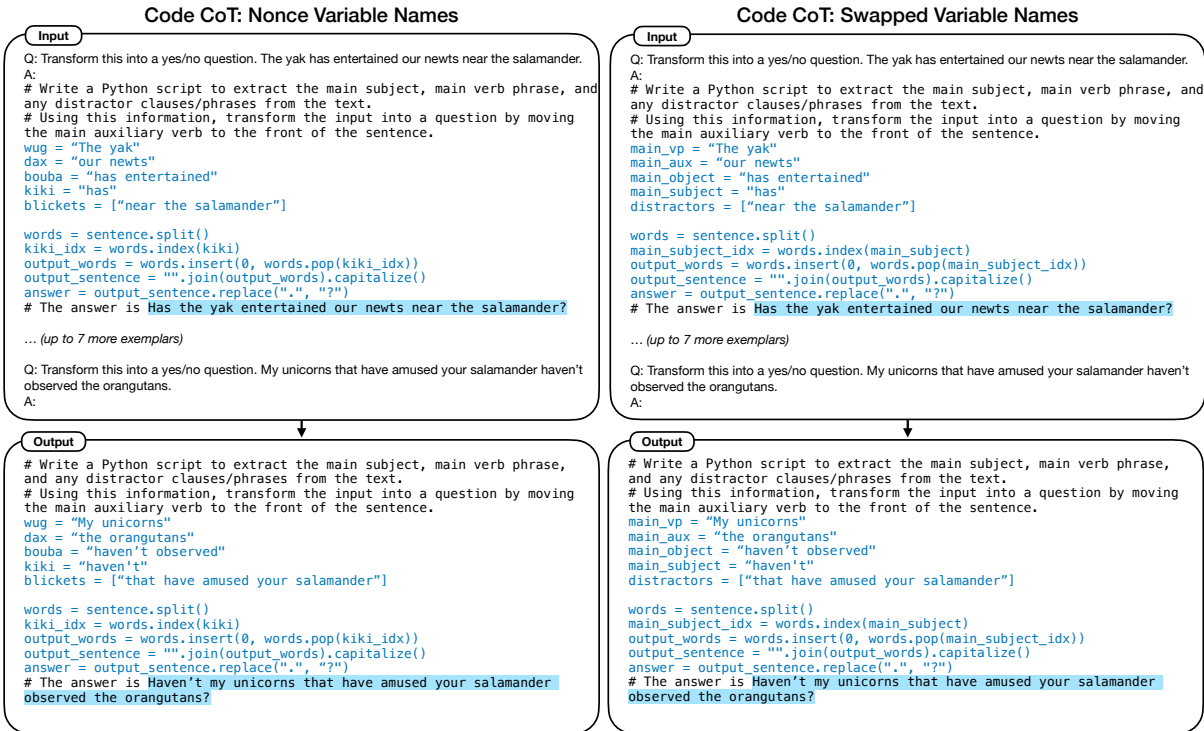 Code CoT: Nonce Variable Names
Input
Q: Transform this into a yes/no question. The yak has entertained our newts near the salamander.
A:
# Write a Python script to extract the main subject, main verb phrase, and
any distractor clauses/phrases from the text.
# Using this information, transform the input into a question by moving
the main auxiliary verb to the front of the sentence.
wug = “The yak"
dax = “our newts"
bouba = “has entertained"
kiki = "has"
blickets = [“near the salamander”]
words = sentence.split()
kiki_idx = words.index(kiki)
output_words = words.insert(0, words.pop(kiki_idx))
output_sentence = "".join(output_words).capitalize()
answer = output_sentence.replace(".", "?")
# The answer is Has the yak entertained our newts near the salamander?
… (up to 7 more exemplars)
Q: Transform this into a yes/no question. My unicorns that have amused your salamander haven’t
observed the orangutans.
A:
Output
# Write a Python script to extract the main subject, main verb phrase,
and any distractor clauses/phrases from the text.
# Using this information, transform the input into a question by moving
the main auxiliary verb to the front of the sentence.
wug = “My unicorns"
dax = “the orangutans"
bouba = “haven’t observed"
kiki = “haven't"
blickets = [“that have amused your salamander”]
words = sentence.split()
kiki_idx = words.index(kiki)
output_words = words.insert(0, words.pop(kiki_idx))
output_sentence = "".join(output_words).capitalize()
answer = output_sentence.replace(".", "?")
# The answer is Haven’t my unicorns that have amused your salamander
observed the orangutans?
Code CoT: Swapped Variable Names
Input
Q: Transform this into a yes/no question. The yak has entertained our newts near the salamander.
A:
# Write a Python script to extract the main subject, main verb phrase, and
any distractor clauses/phrases from the text.
# Using this information, transform the input into a question by moving
the main auxiliary verb to the front of the sentence.
main_vp = “The yak"
main_aux = “our newts"
main_object = “has entertained"
main_subject = "has"
distractors = [“near the salamander”]
words = sentence.split()
main_subject_idx = words.index(main_subject)
output_words = words.insert(0, words.pop(main_subject_idx))
output_sentence = "".join(output_words).capitalize()
answer = output_sentence.replace(".", "?")
# The answer is Has the yak entertained our newts near the salamander?
… (up to 7 more exemplars)
Q: Transform this into a yes/no question. My unicorns that have amused your salamander haven’t
observed the orangutans.
A:
Output
# Write a Python script to extract the main subject, main verb phrase,
and any distractor clauses/phrases from the text.
# Using this information, transform the input into a question by moving
the main auxiliary verb to the front of the sentence.
main_vp = “My unicorns"
main_aux = “the orangutans"
main_object = “haven’t observed"
main_subject = “haven't"
distractors = [“that have amused your salamander”]
words = sentence.split()
main_subject_idx = words.index(main_subject)
output_words = words.insert(0, words.pop(main_subject_idx))
output_sentence = "".join(output_words).capitalize()
answer = output_sentence.replace(".", "?")
# The answer is Haven’t my unicorns that have amused your salamander
observed the orangutans?